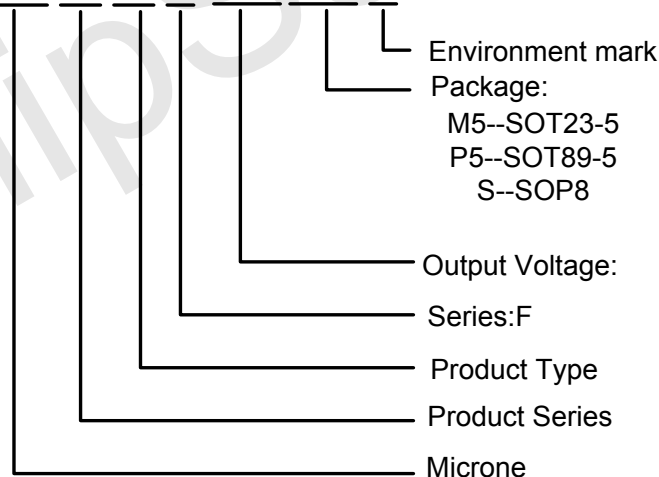 Environment mark
Package:
M5--SOT23-5
P5--SOT89-5
S--SOP8
Output Voltage:
Series:F
Product Type
Product Series
Microne